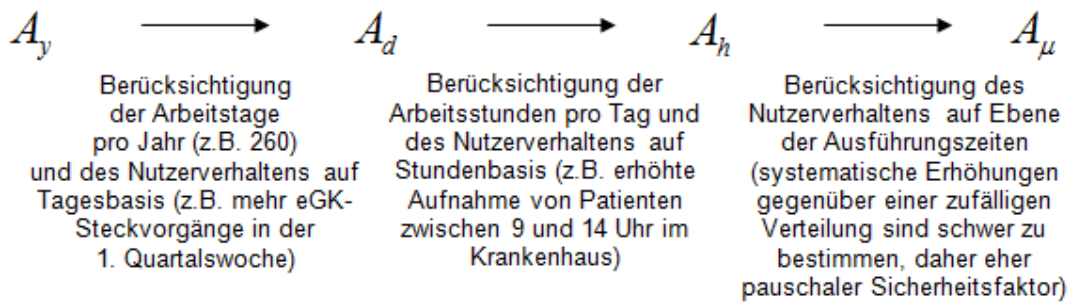 A_y → A_d → A_h → A_μ
Berücksichtigung
der Arbeitstage
pro Jahr (z.B. 260)
und des Nutzerverhaltens auf
Tagesbasis (z.B. mehr eGK-
Steckvorgänge in der
1. Quartalswoche)
Berücksichtigung der
Arbeitsstunden pro Tag und
des Nutzerverhaltens auf
Stundenbasis (z.B. erhöhte
Aufnahme von Patienten
zwischen 9 und 14 Uhr im
Krankenhaus)
Berücksichtigung des
Nutzerverhaltens auf Ebene
der Ausführungszeiten
(systematische Erhöhungen
gegenüber einer zufälligen
Verteilung sind schwer zu
bestimmen, daher eher
pauschaler Sicherheitsfaktor)